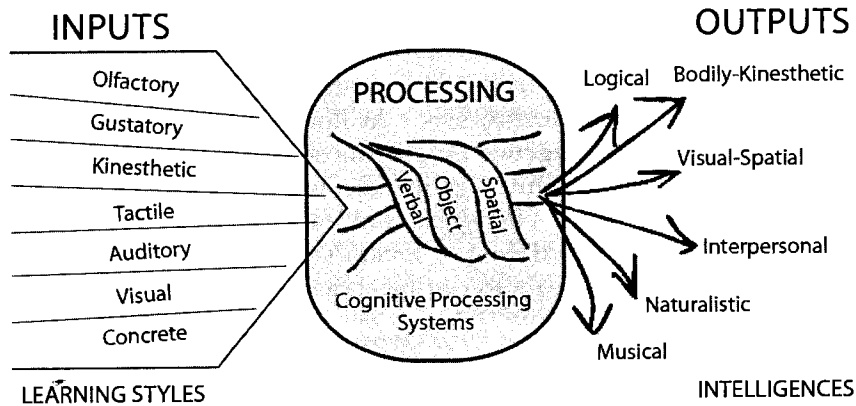 INPUTS
Olfactory
Gustatory
Kinesthetic
Tactile
Auditory
Visual
Concrete
LEARNING STYLES
PROCESSING
Verbal
Object
Spatial
Cognitive Processing
Systems
OUTPUTS
Logical
Bodily-Kinesthetic
Visual-Spatial
Interpersonal
Naturalistic
Musical
INTELLIGENCES